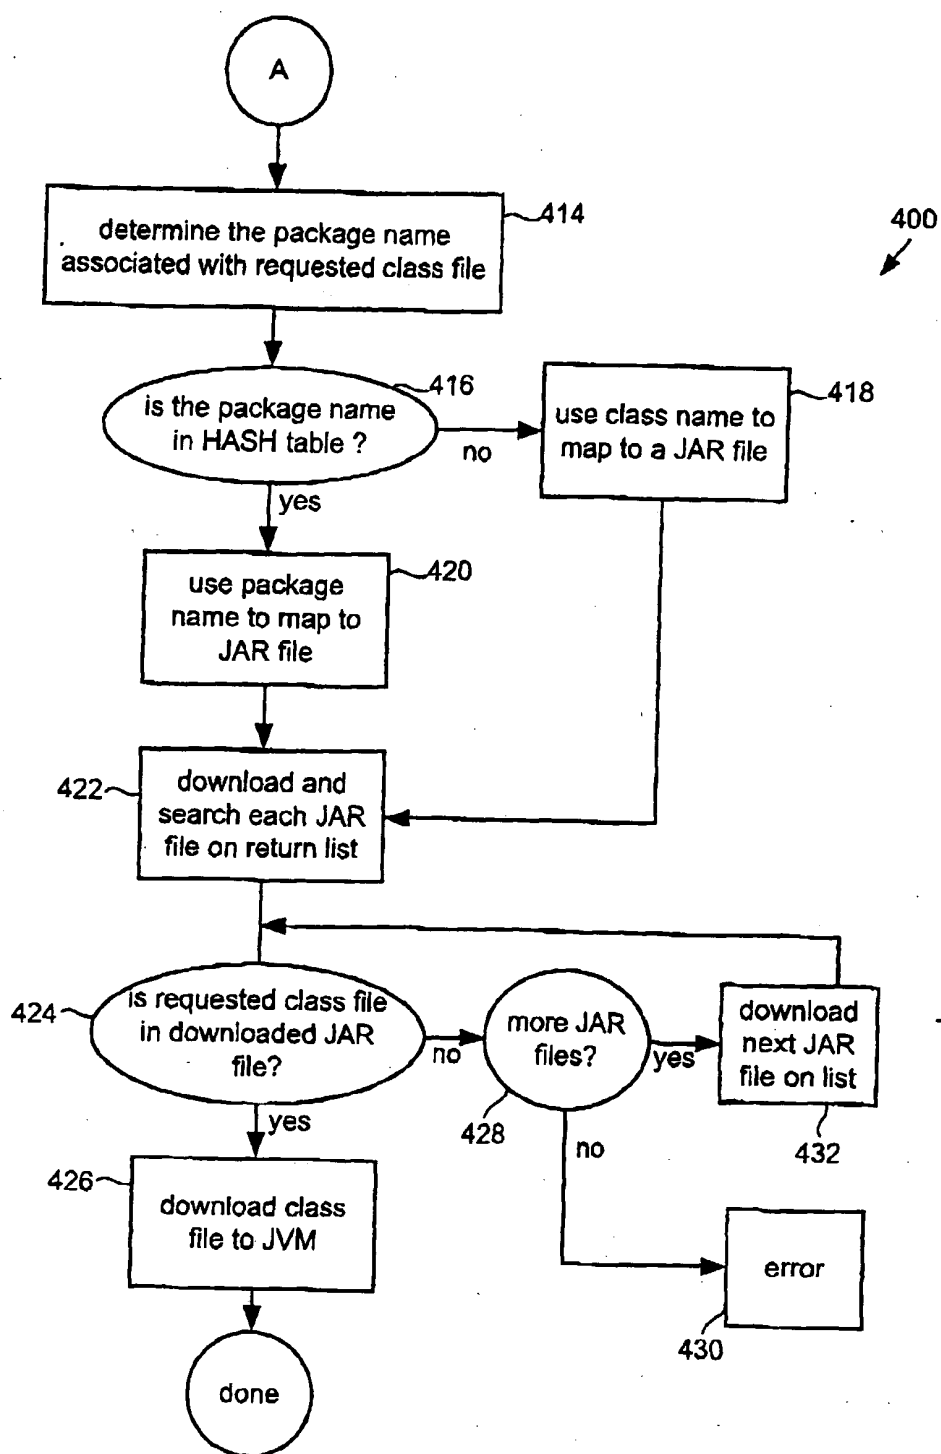 A
determine the package name
associated with requested class file
414
400
is the package name
in HASH table ?
416
no
use class name to
map to a JAR file
418
yes
use package
name to map to
JAR file
420
422
download and
search each JAR
file on return list
424
is requested class file
in downloaded JAR
file?
no
more JAR
files?
428
yes
download
next JAR
file on list
432
yes
no
426
download class
file to JVM
error
430
done